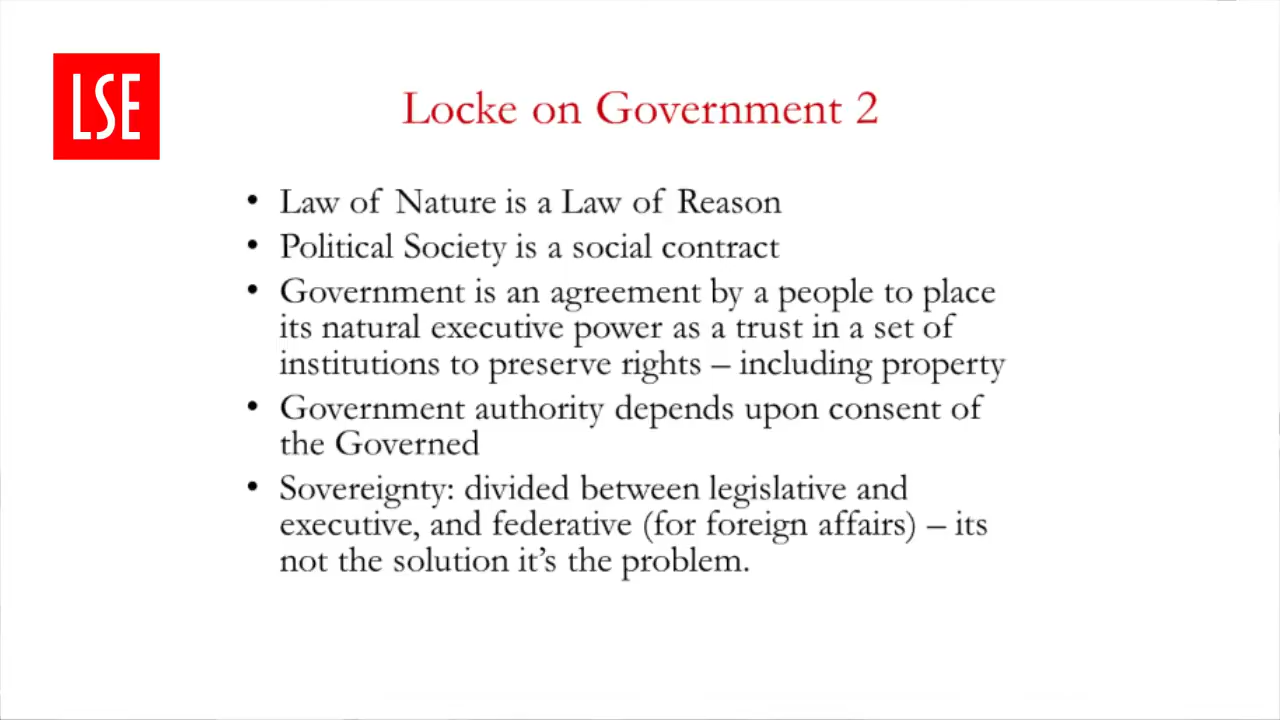 LSE
Locke on Government 2
• Law of Nature is a Law of Reason
• Political Society is a social contract
• Government is an agreement by a people to place
its natural executive power as a trust in a set of
institutions to preserve rights – including property
• Government authority depends upon consent of
the Governed
• Sovereignty: divided between legislative and
executive, and federative (for foreign affairs) – its
not the solution it’s the problem.